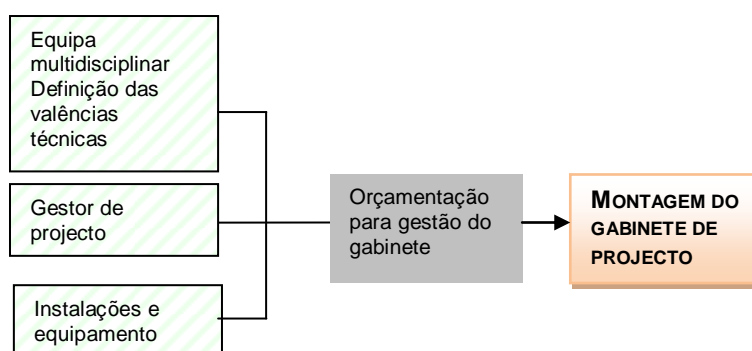 Equipa
multidisciplinar
Definição das
valências
técnicas
Gestor de
projecto
Instalações e
equipamento
Orçamentação
para gestão do
gabinete
MONTAGEM DO
GABINETE DE
PROJECTO